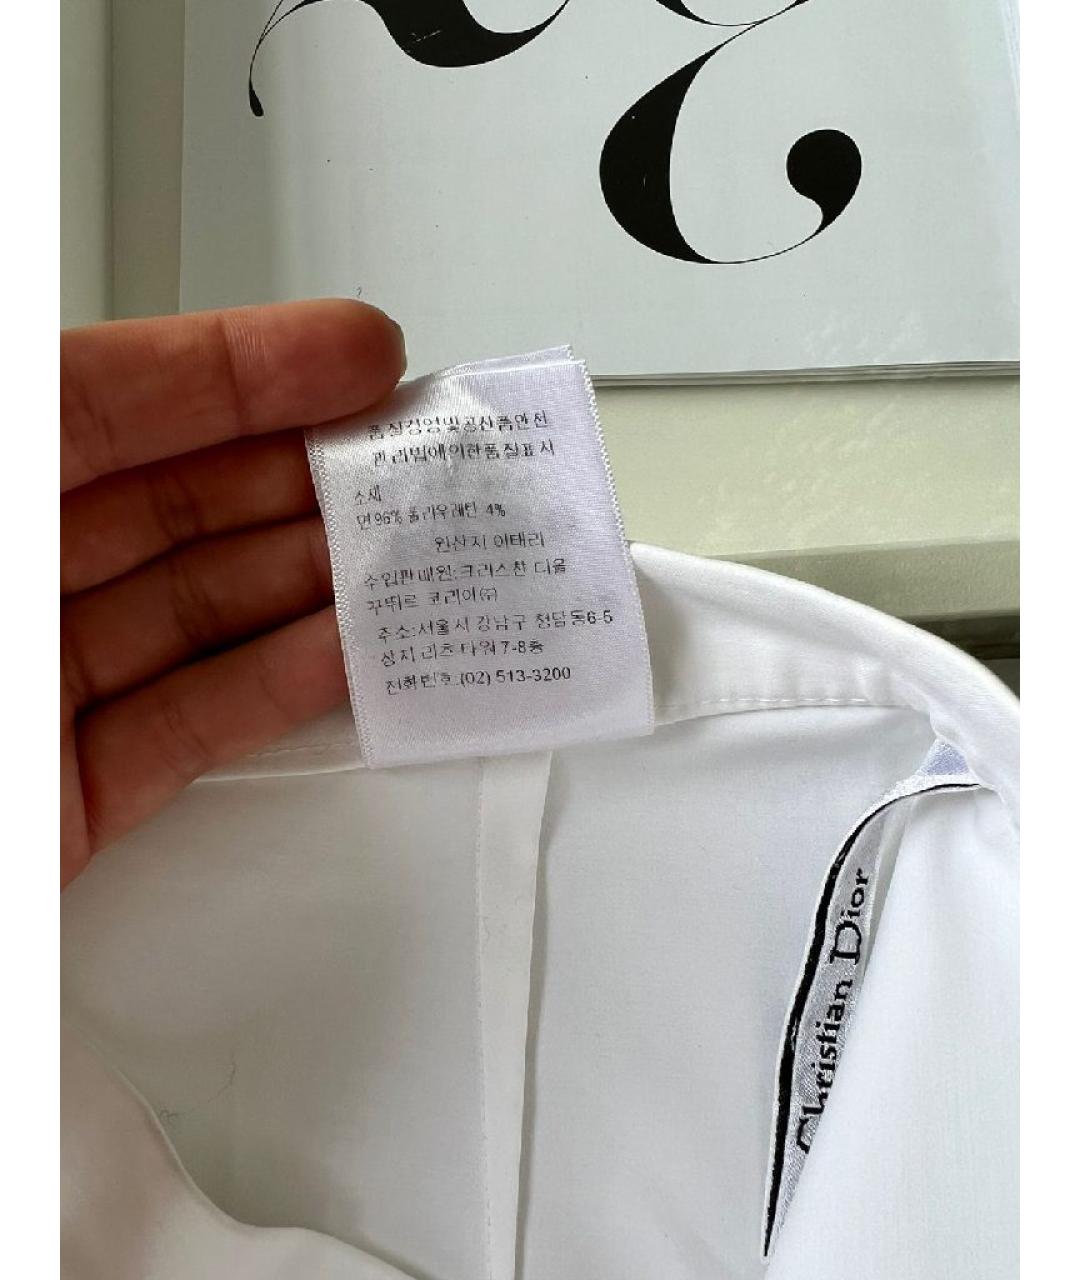 품질경영및공산품안전
관리법에의한품질표시
소재
면96% 폴리우레탄 4%
원산지 이태리
수입판매원:크리스챤 디올
꾸뛰르 코리아㈜
주소:서울시 강남구 청담동6-5
상지리츠타워7-8층
전화번호.(02) 513-3200
Christian Dior